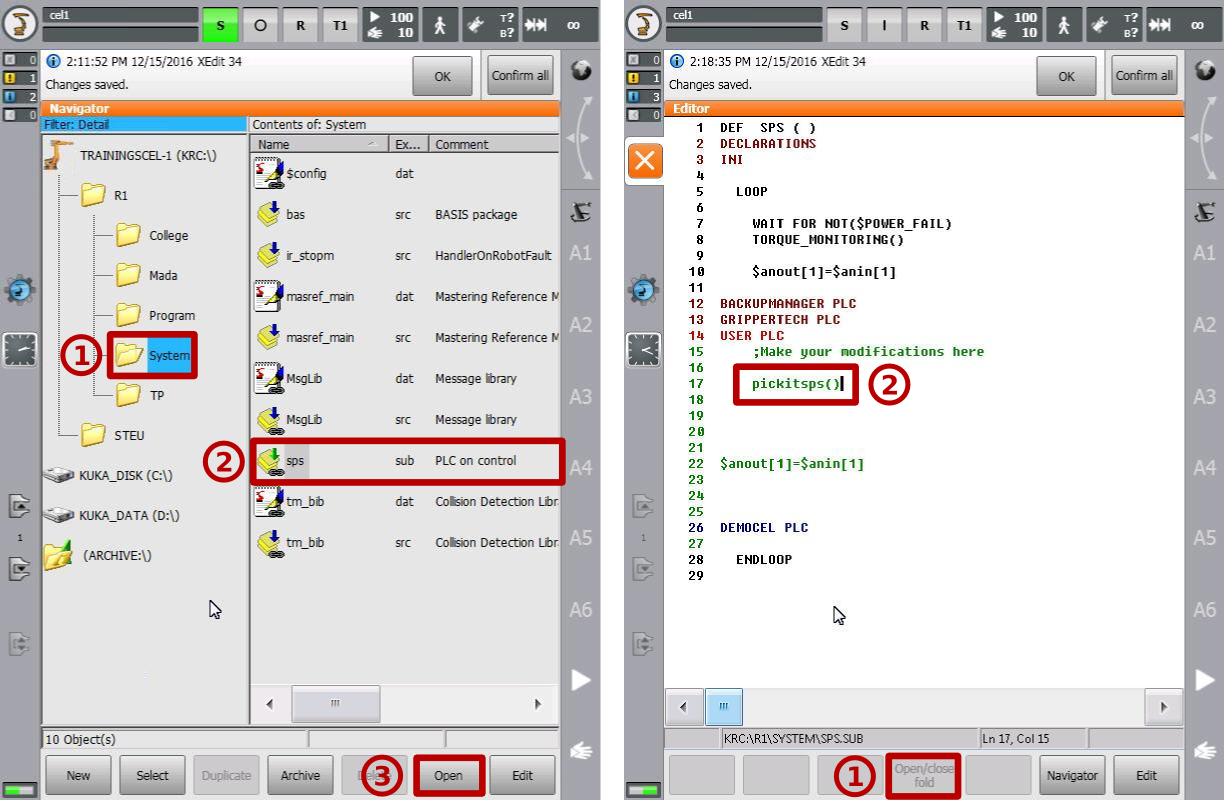 cel1
S O R T1 100 10 T? B? ∞
0
1
2
0
2:11:52 PM 12/15/2016 XEdit 34
Changes saved.
OK
Confirm all
Navigator
Filter: Detail
Contents of: System
Name Ex... Comment
TRAININGSCEL-1 (KRC:\)
R1
College
Mada
Program
① System
TP
STEU
KUKA_DISK (C:\)
KUKA_DATA (D:\)
(ARCHIVE:\)
$config dat
bas src BASIS package
ir_stopm src HandlerOnRobotFault
masref_main dat Mastering Reference M
masref_main src Mastering Reference M
MsgLib dat Message library
MsgLib src Message library
② sps sub PLC on control
tm_bib dat Collision Detection Libr
tm_bib src Collision Detection Libr
A1
A2
A3
A4
A5
A6
1
10 Object(s)
New Select Duplicate Archive ③ Open Edit
cel1
S I R T1 100 10 T? B? ∞
0
1
3
0
2:18:35 PM 12/15/2016 XEdit 34
Changes saved.
OK
Confirm all
Editor
1 DEF SPS ( )
2 DECLARATIONS
3 INI
4
5 LOOP
6
7 WAIT FOR NOT($POWER_FAIL)
8 TORQUE_MONITORING()
9
10 $anout[1]=$anin[1]
11
12 BACKUPMANAGER PLC
13 GRIPPERTECH PLC
14 USER PLC
15 ;Make your modifications here
16
17 pickitsps() ②
18
19
20
21
22 $anout[1]=$anin[1]
23
24
25
26 DEMOCEL PLC
27
28 ENDLOOP
29
A1
A2
A3
A4
A5
A6
1
KRC:\R1\SYSTEM\SPS.SUB
Ln 17, Col 15
① Open/close fold
Navigator
Edit